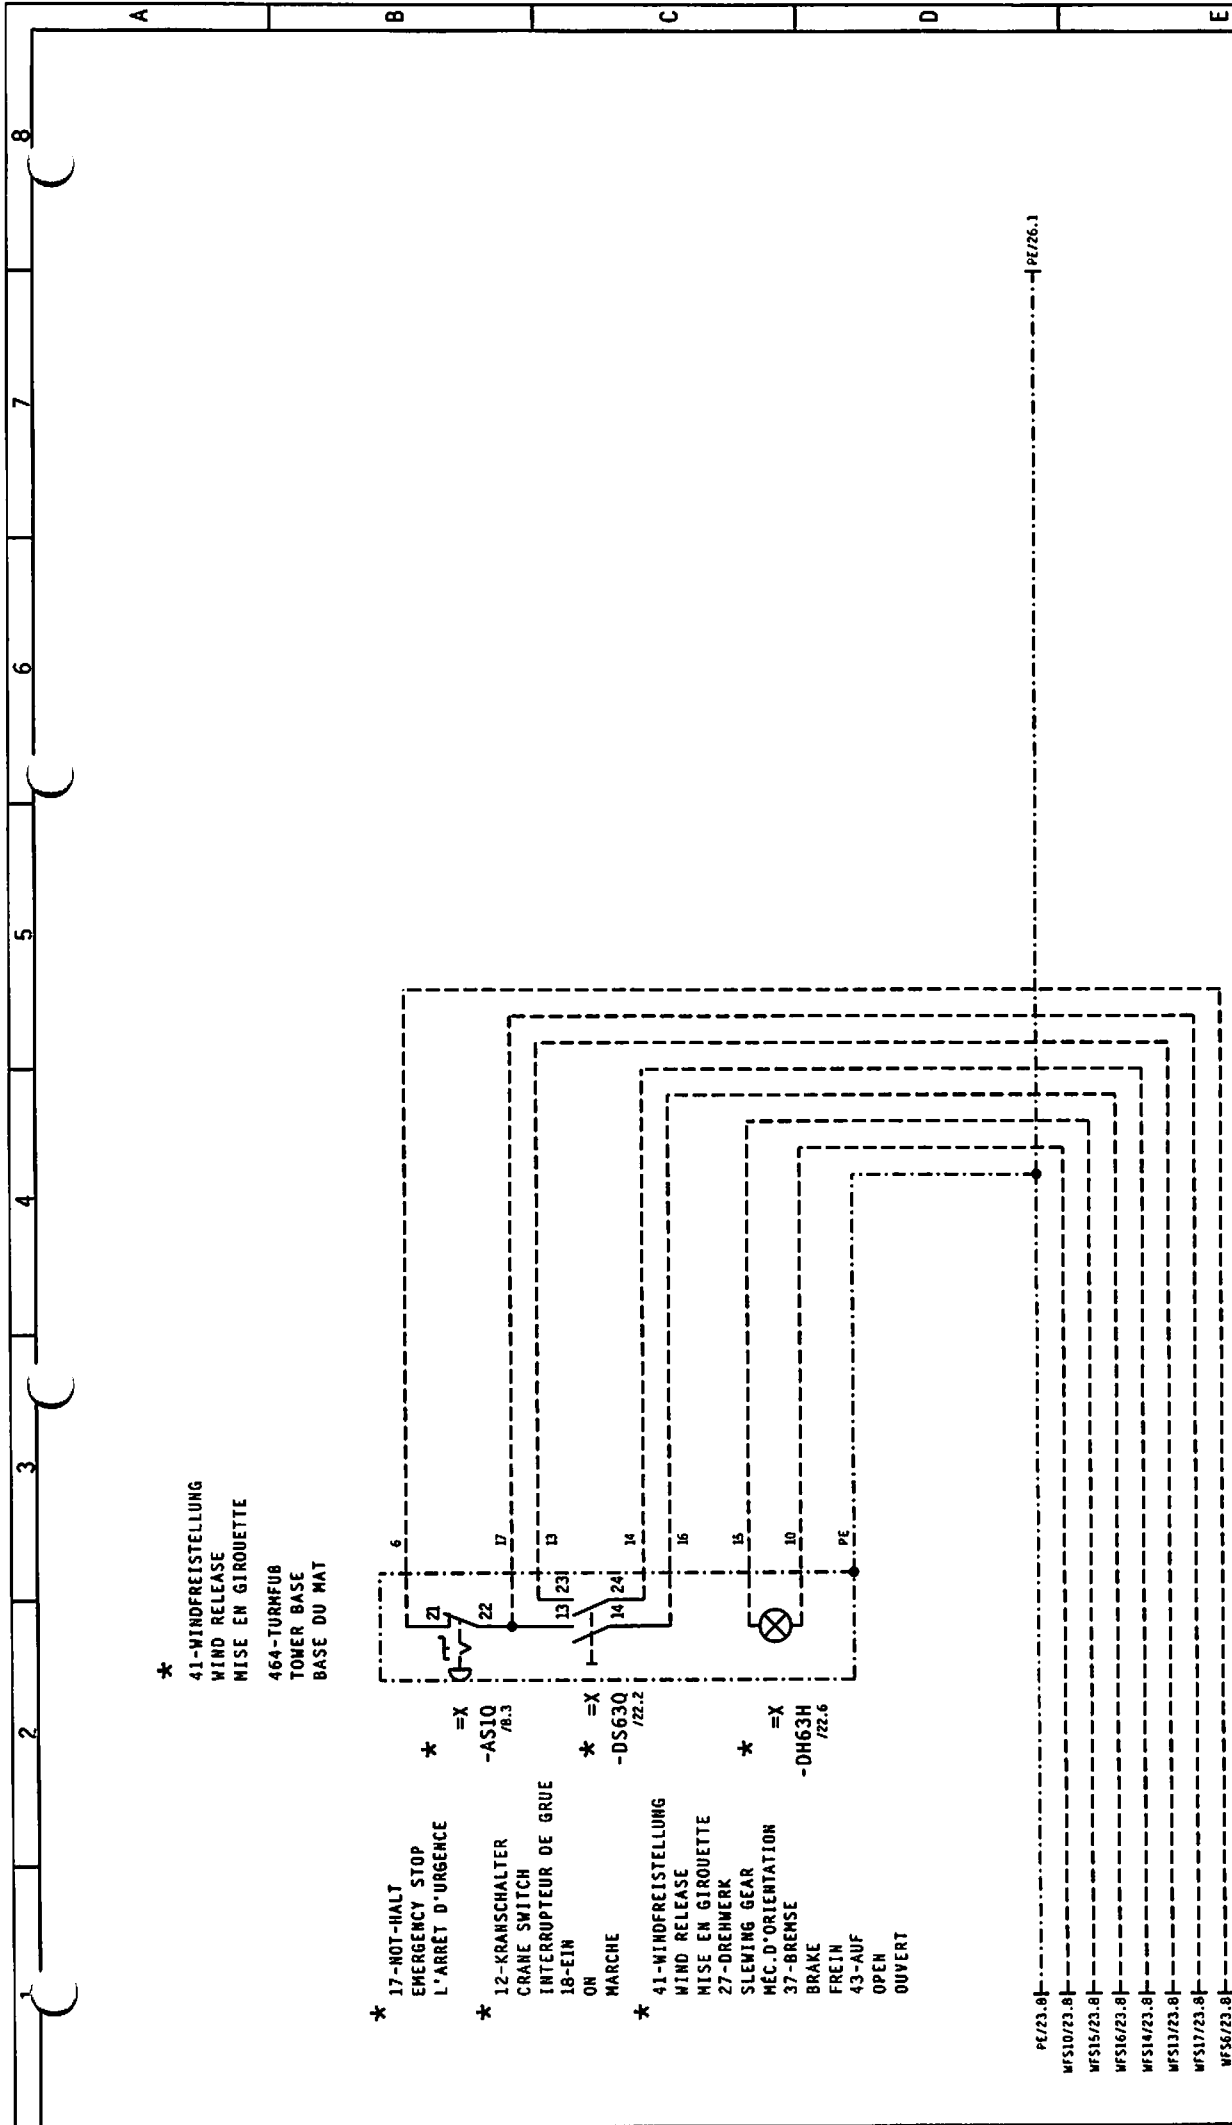 1
2
3
4
5
6
7
8
A
B
C
D
E
*
41-WINDFREISTELLUNG
WIND RELEASE
MISE EN GIROUETTE
464-TURMFUß
TOWER BASE
BASE DU MAT
* 17-NOT-HALT
EMERGENCY STOP
L'ARRÊT D'URGENCE
* 12-KRANSCHALTER
CRANE SWITCH
INTERRUPTEUR DE GRUE
18-EIN
ON
MARCHE
* 41-WINDFREISTELLUNG
WIND RELEASE
MISE EN GIROUETTE
27-DREHWERK
SLEWING GEAR
MÉC.D'ORIENTATION
37-BREMSE
BRAKE
FREIN
43-AUF
OPEN
OUVERT
*
=X
-AS1Q
/8.3
*
=X
-DS63Q
/22.2
*
=X
-DH63H
/22.6
21
22
13
23
14
24
6
17
13
14
16
15
10
PE
PE/23.8
WFS10/23.8
WFS15/23.8
WFS16/23.8
WFS14/23.8
WFS13/23.8
WFS17/23.8
WFS6/23.8
PE/26.1